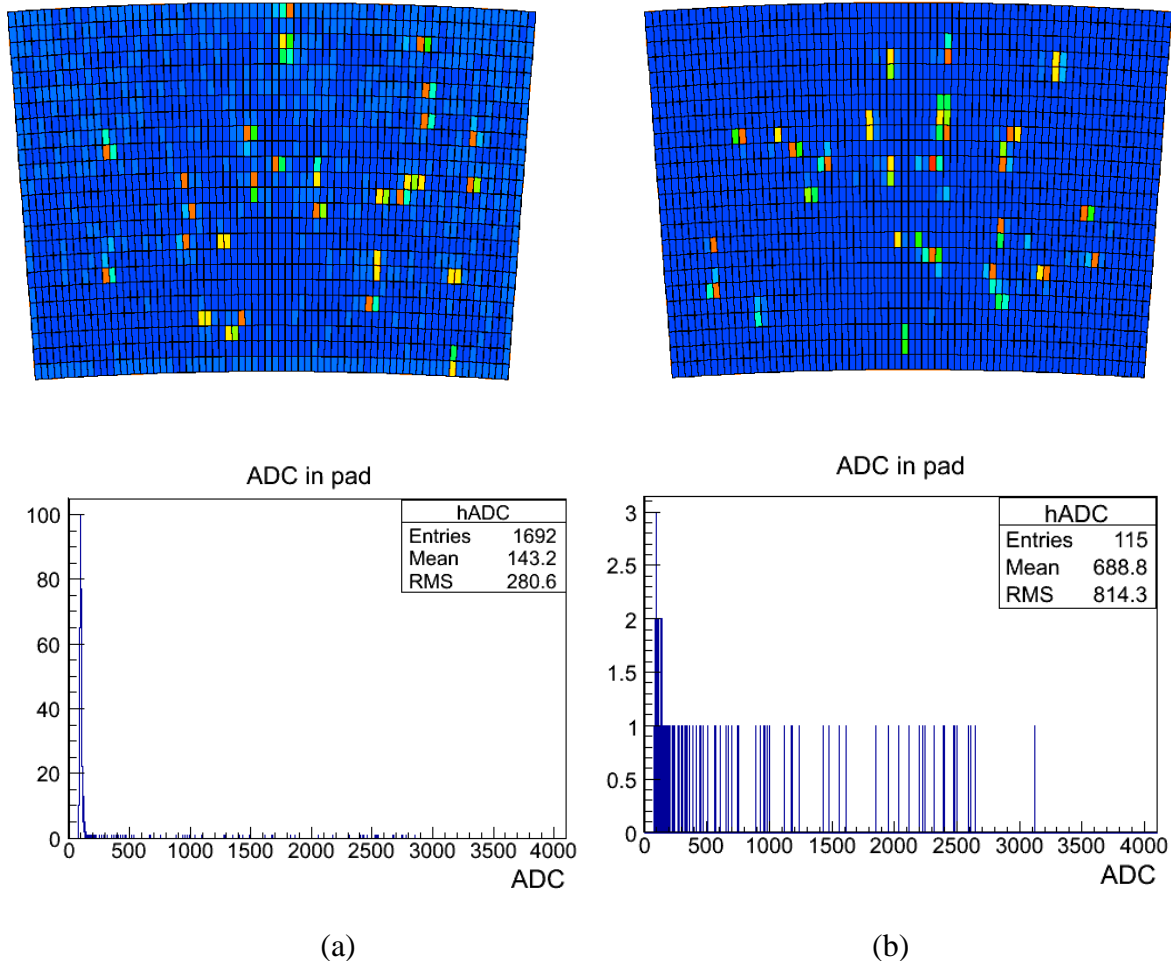 ADC in pad
hADC
Entries 1692
Mean 143.2
RMS 280.6
100
80
60
40
20
0
0 500 1000 1500 2000 2500 3000 3500 4000
ADC
(a)
ADC in pad
hADC
Entries 115
Mean 688.8
RMS 814.3
3
2.5
2
1.5
1
0.5
0
0 500 1000 1500 2000 2500 3000 3500 4000
ADC
(b)